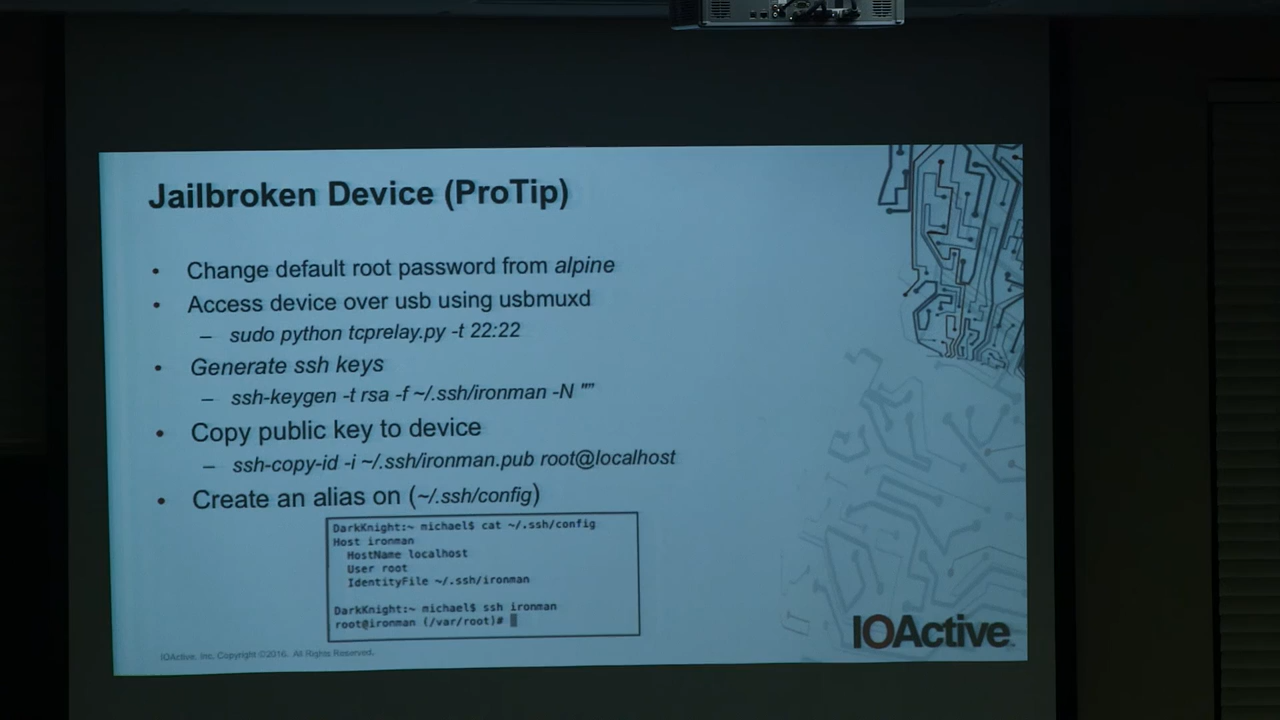 Jailbroken Device (ProTip)
• Change default root password from alpine
• Access device over usb using usbmuxd
– sudo python tcprelay.py -t 22:22
• Generate ssh keys
– ssh-keygen -t rsa -f ~/.ssh/ironman -N ""
• Copy public key to device
– ssh-copy-id -i ~/.ssh/ironman.pub root@localhost
• Create an alias on (~/.ssh/config)
DarkKnight:~ michael$ cat ~/.ssh/config
Host ironman
HostName localhost
User root
IdentityFile ~/.ssh/ironman
DarkKnight:~ michael$ ssh ironman
root@ironman (/var/root)#
IOActive, Inc. Copyright ©2016. All Rights Reserved.
IOActive